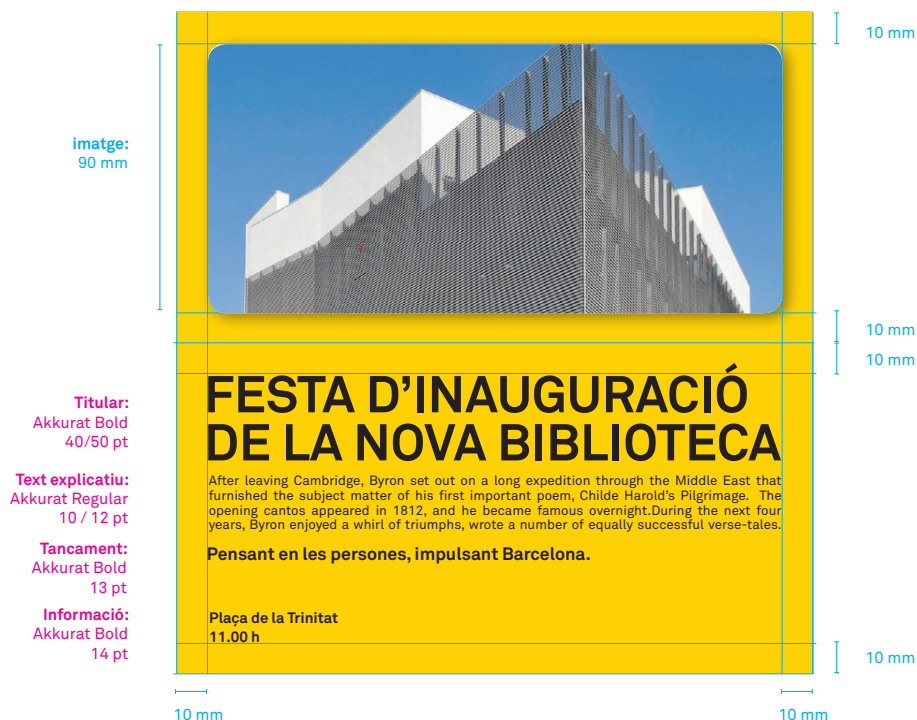 10 mm
imatge:
90 mm
10 mm
10 mm
FESTA D’INAUGURACIÓ
DE LA NOVA BIBLIOTECA
Titular:
Akkurat Bold
40/50 pt
After leaving Cambridge, Byron set out on a long expedition through the Middle East that
furnished the subject matter of his first important poem, Childe Harold’s Pilgrimage. The
opening cantos appeared in 1812, and he became famous overnight.During the next four
years, Byron enjoyed a whirl of triumphs, wrote a number of equally successful verse-tales.
Text explicatiu:
Akkurat Regular
10 / 12 pt
Pensant en les persones, impulsant Barcelona.
Tancament:
Akkurat Bold
13 pt
Plaça de la Trinitat
11.00 h
Informació:
Akkurat Bold
14 pt
10 mm
10 mm
10 mm